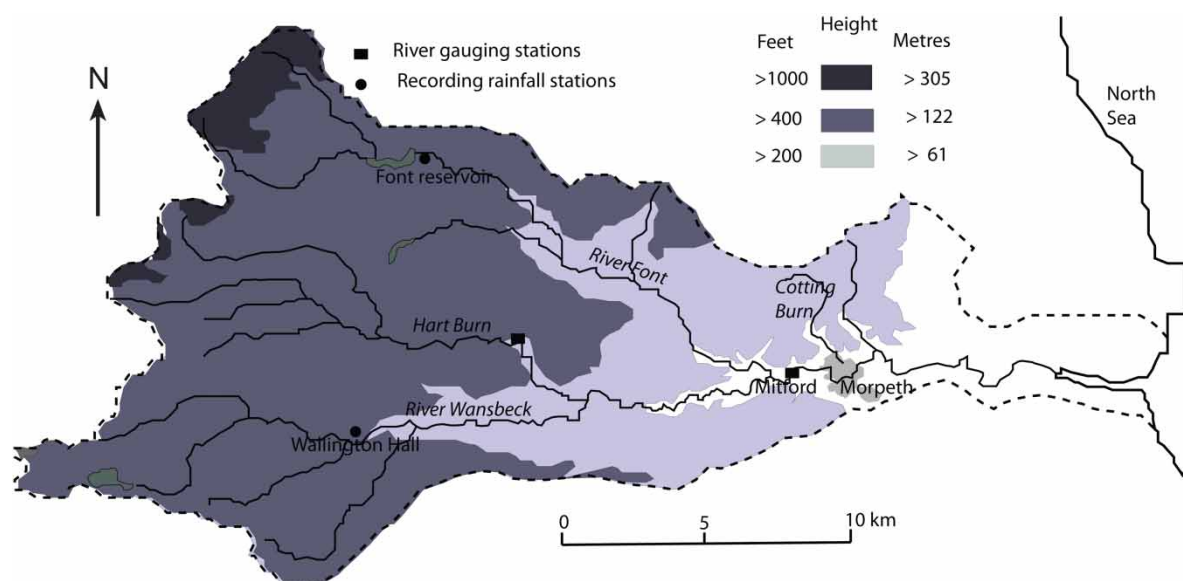 Height
Feet
Metres
River gauging stations
Recording rainfall stations
>1000
> 305
N
North
Sea
> 400
> 122
> 200
> 61
Font reservoir
River Font
Cotting
Burn
Hart Burn
Mitford
Morpeth
River Wansbeck
Wallington Hall
0
5
10 km